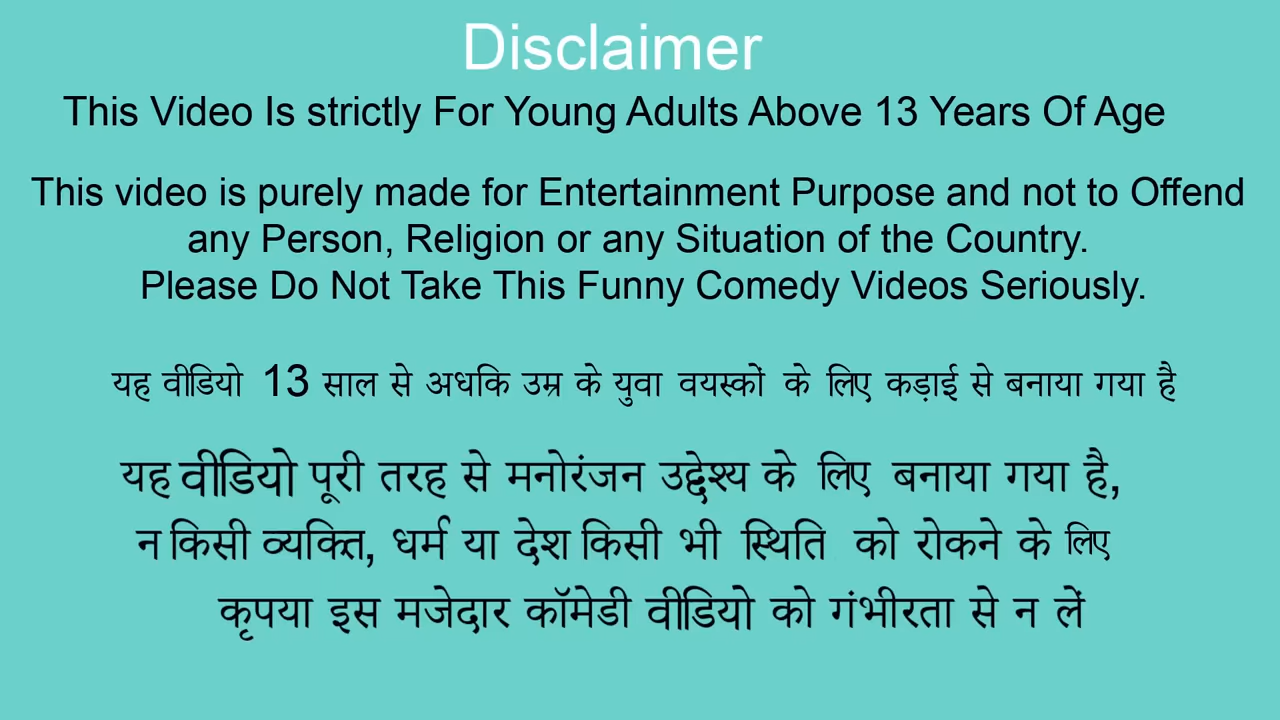 Disclaimer
This Video Is strictly For Young Adults Above 13 Years Of Age
This video is purely made for Entertainment Purpose and not to Offend
any Person, Religion or any Situation of the Country.
Please Do Not Take This Funny Comedy Videos Seriously.
यह वीडियो 13 साल से अधकि उम्र के युवा वयस्कों के लिए कड़ाई से बनाया गया है
यह वीडियो पूरी तरह से मनोरंजन उद्देश्य के लिए बनाया गया है,
न किसी व्यक्ति, धर्म या देश किसी भी स्थिति को रोकने के लिए
कृपया इस मजेदार कॉमेडी वीडियो को गंभीरता से न लें